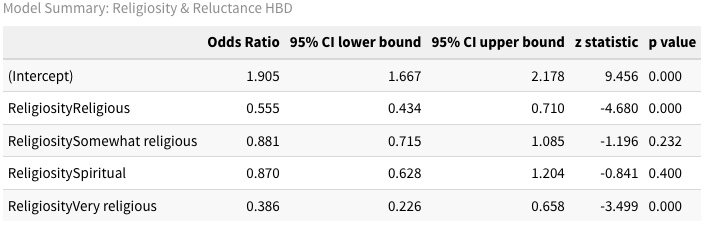 Model Summary: Religiosity & Reluctance HBD
Odds Ratio 95% CI lower bound 95% CI upper bound z statistic p value
(Intercept) 1.905 1.667 2.178 9.456 0.000
ReligiosityReligious 0.555 0.434 0.710 -4.680 0.000
ReligiositySomewhat religious 0.881 0.715 1.085 -1.196 0.232
ReligiositySpiritual 0.870 0.628 1.204 -0.841 0.400
ReligiosityVery religious 0.386 0.226 0.658 -3.499 0.000